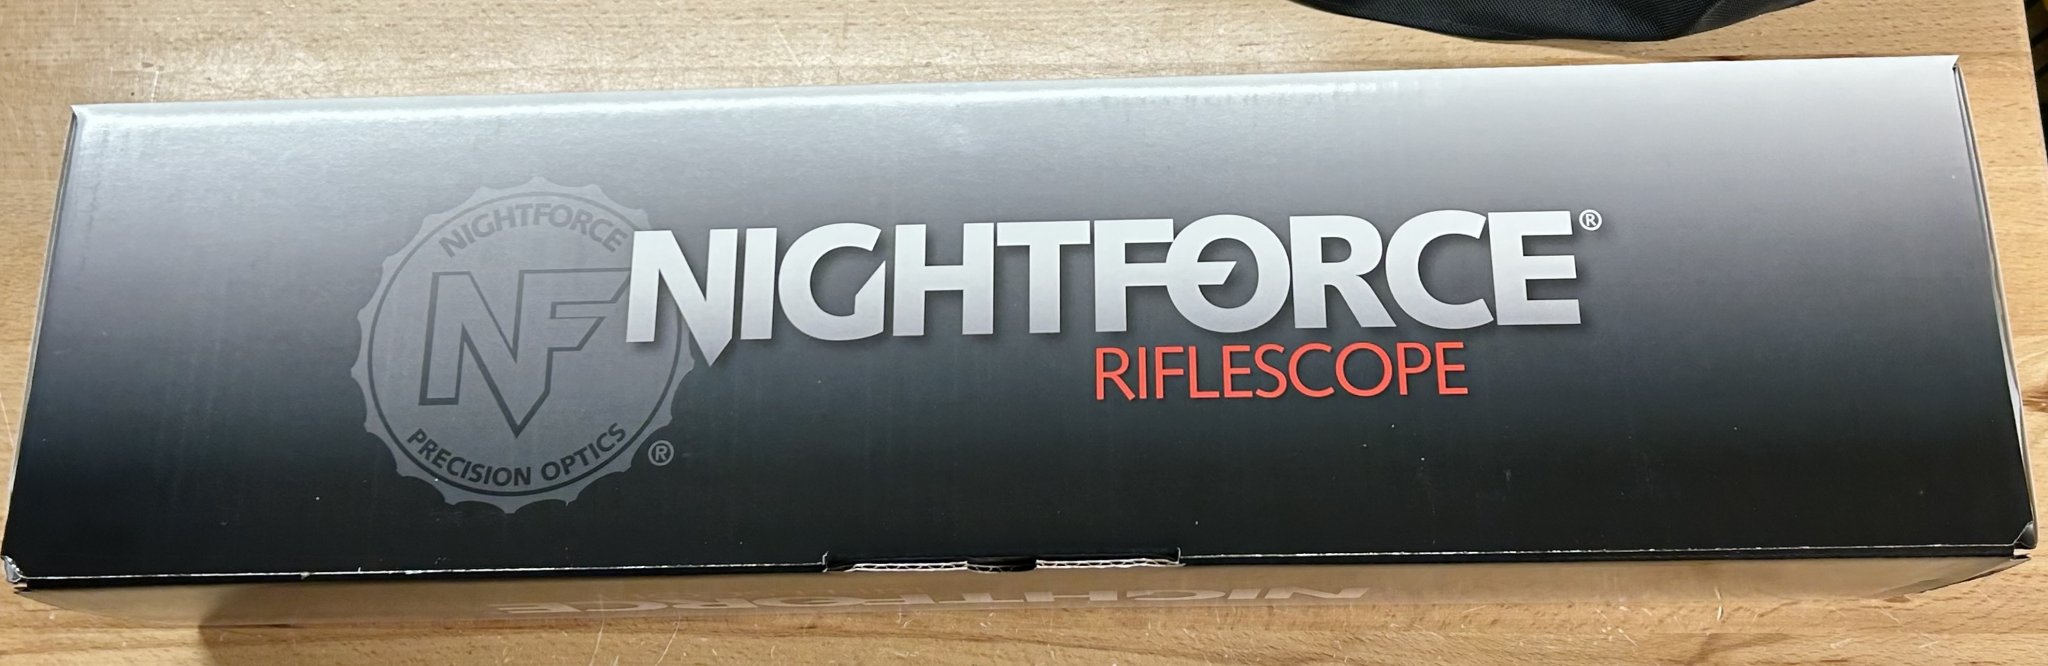 NIGHTFORCE
NF
PRECISION OPTICS
®
NIGHTFORCE®
RIFLESCOPE
NIGHTFORCE